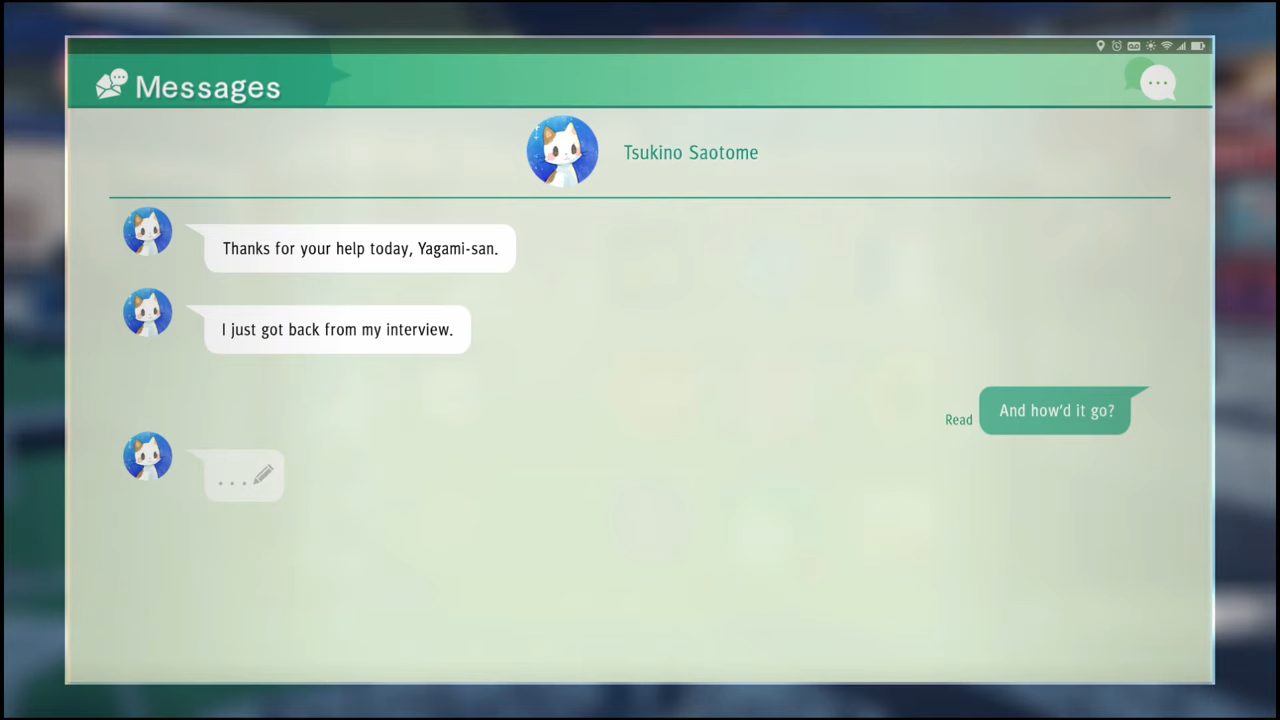 Messages
Tsukino Saotome
Thanks for your help today, Yagami-san.
I just got back from my interview.
And how'd it go?
Read
...